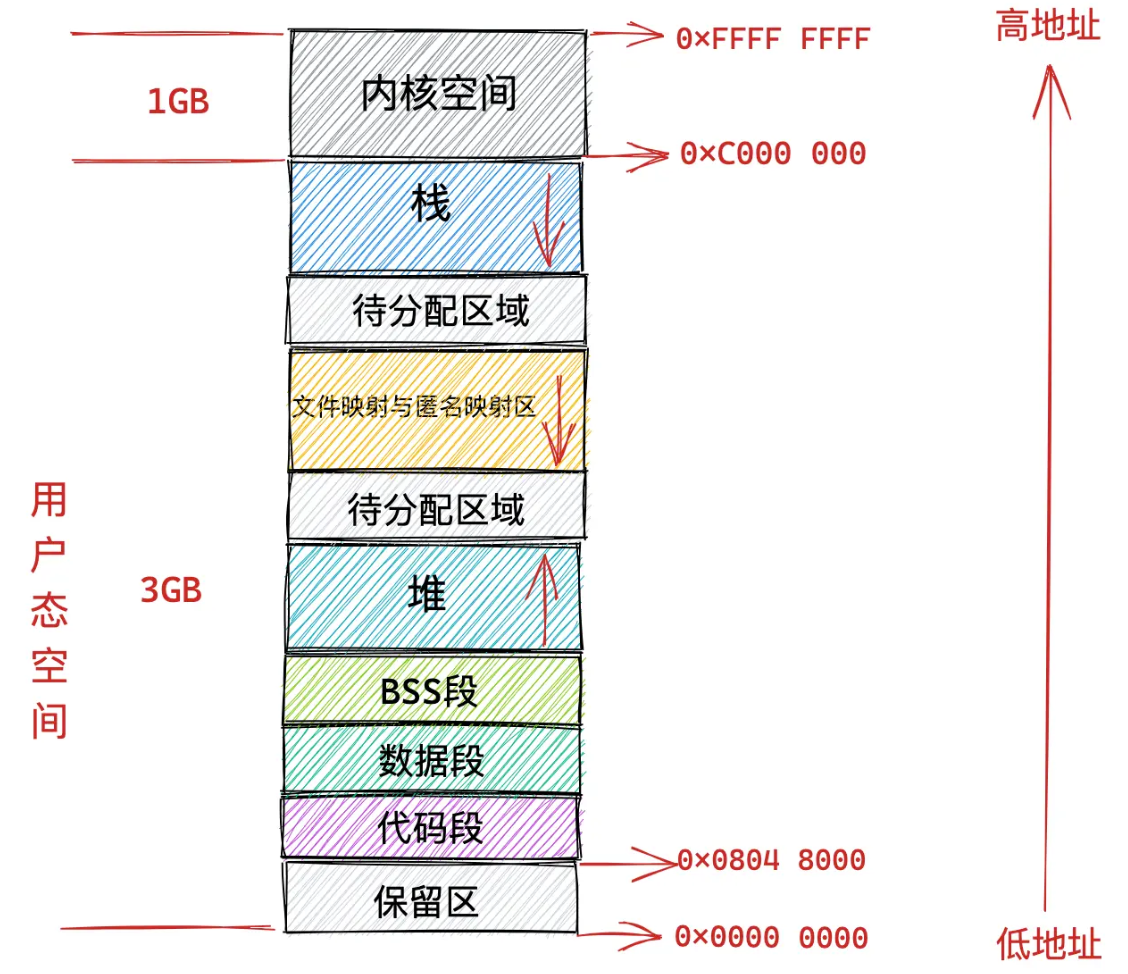 高地址
0×FFFF FFFF
内核空间
1GB
0×C000 000
栈
待分配区域
文件映射与匿名映射区
待分配区域
用户态空间
3GB
堆
BSS段
数据段
代码段
0×0804 8000
保留区
0×0000 0000
低地址